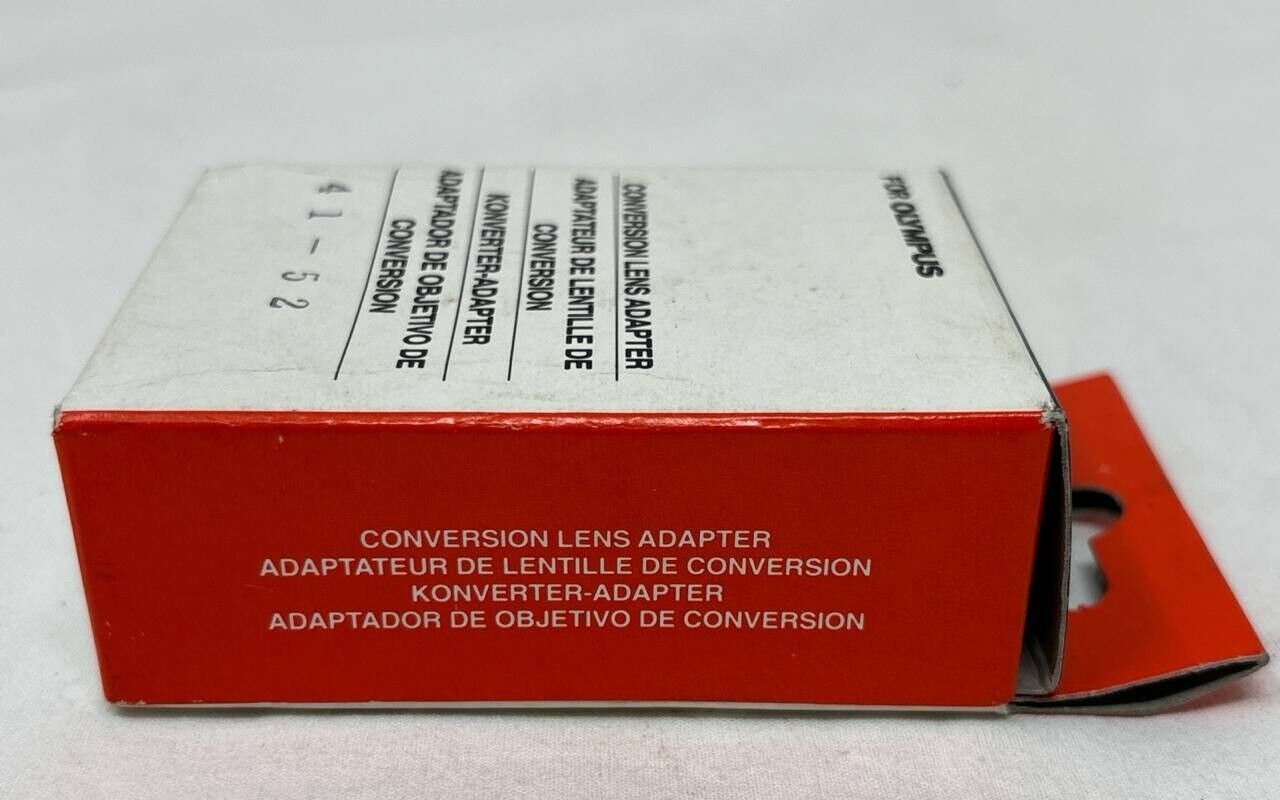 FOR OLYMPUS
CONVERSION LENS ADAPTER
ADAPTATEUR DE LENTILLE DE
CONVERSION
KONVERTER-ADAPTER
ADAPTADOR DE OBJETIVO DE
CONVERSION
41-52
CONVERSION LENS ADAPTER
ADAPTATEUR DE LENTILLE DE CONVERSION
KONVERTER-ADAPTER
ADAPTADOR DE OBJETIVO DE CONVERSION